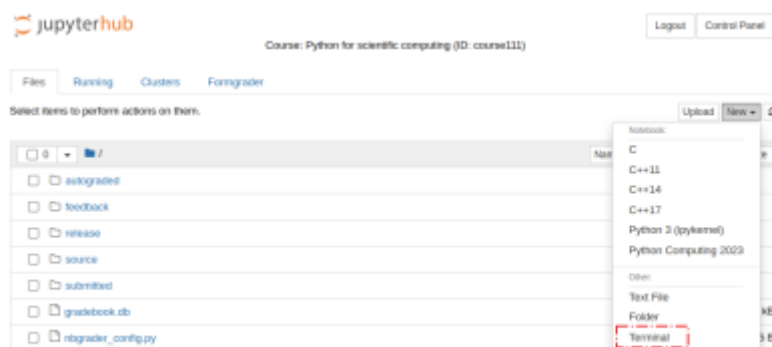 jupyterhub
Logout Control Panel
Course: Python for scientific computing (ID: course111)
Files Running Clusters Formgrader
Select items to perform actions on them.
Upload New
Notebook:
0 /
C
C++11
autograded
C++14
feedback
C++17
release
Python 3 (ipykernel)
source
Python Computing 2023
submitted
Other:
Text File
gradebook.db
Folder
nbgrader_config.py
Terminal